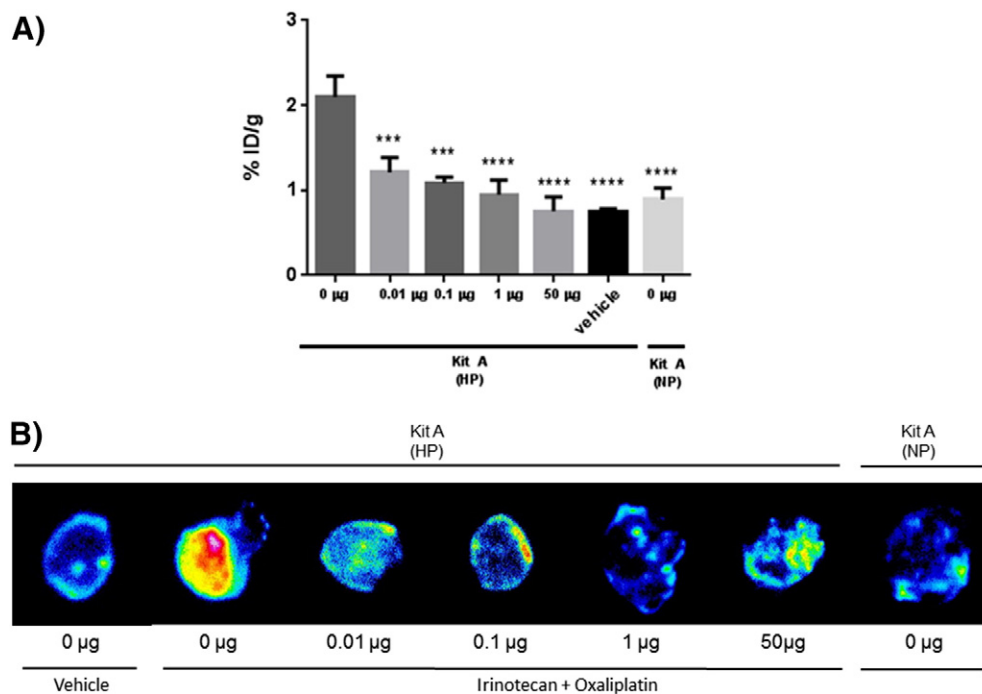 A)
% ID/g
3
2
1
0
*** *** **** **** **** ****
0 µg 0.01 µg 0.1 µg 1 µg 50 µg vehicle 0 µg
Kit A Kit A
(HP) (NP)
B)
Kit A Kit A
(HP) (NP)
0 µg 0 µg 0.01 µg 0.1 µg 1 µg 50µg 0 µg
Vehicle Irinotecan + Oxaliplatin